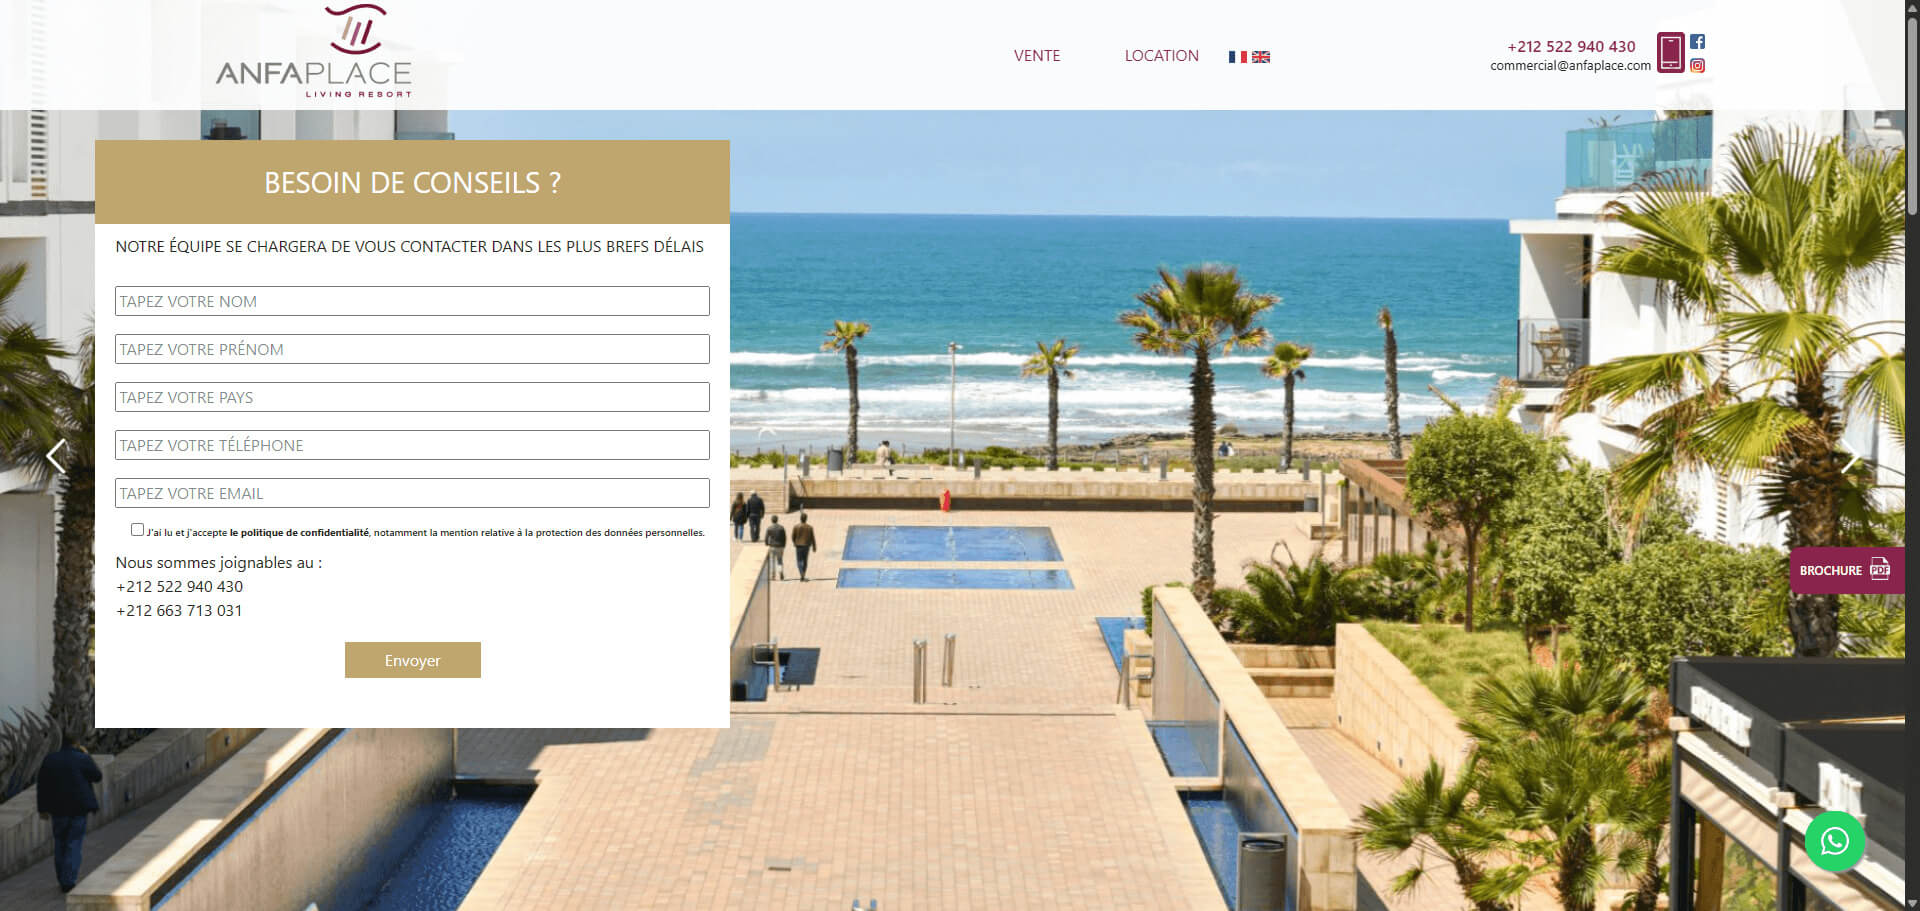 ANFAPLACE
LIVING RESORT
VENTE
LOCATION
+212 522 940 430
commercial@anfaplace.com
BESOIN DE CONSEILS ?
NOTRE ÉQUIPE SE CHARGERA DE VOUS CONTACTER DANS LES PLUS BREFS DÉLAIS
TAPEZ VOTRE NOM
TAPEZ VOTRE PRÉNOM
TAPEZ VOTRE PAYS
TAPEZ VOTRE TÉLÉPHONE
TAPEZ VOTRE EMAIL
J'ai lu et j'accepte le politique de confidentialité, notamment la mention relative à la protection des données personnelles.
Nous sommes joignables au :
+212 522 940 430
+212 663 713 031
Envoyer
BROCHURE PDF